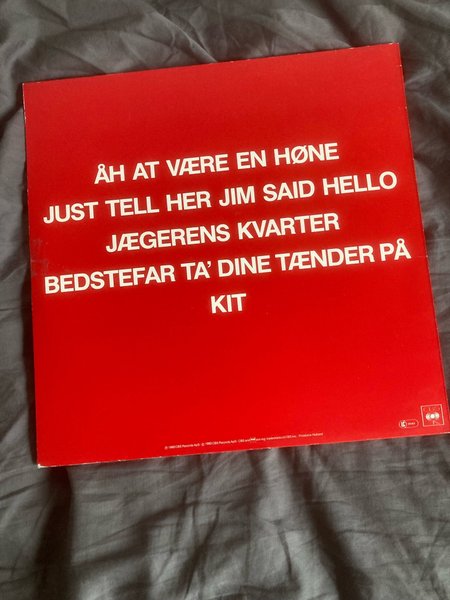 ÅH AT VÆRE EN HØNE
JUST TELL HER JIM SAID HELLO
JÆGERENS KVARTER
BEDSTEFAR TA' DINE TÆNDER PÅ
KIT
CBS